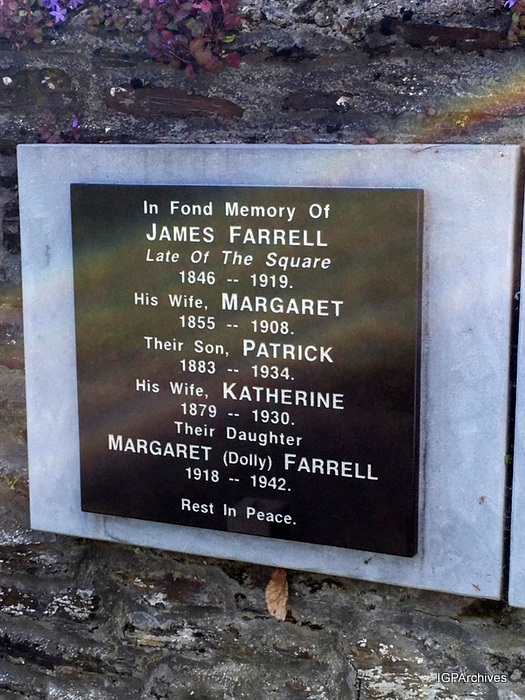 In Fond Memory Of
JAMES FARRELL
Late Of The Square
1846 -- 1919.
His Wife, MARGARET
1855 -- 1908.
Their Son, PATRICK
1883 -- 1934.
His Wife, KATHERINE
1879 -- 1930.
Their Daughter
MARGARET (Dolly) FARRELL
1918 -- 1942.
Rest In Peace.
IGPArchives